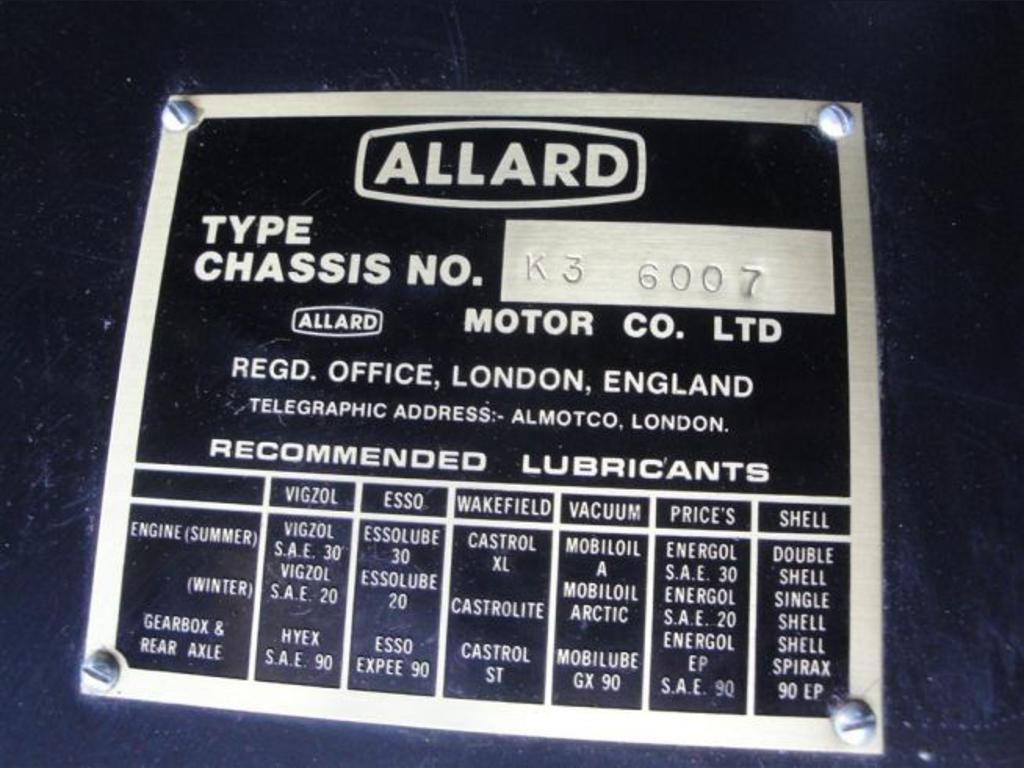 ALLARD
TYPE
CHASSIS NO. K3 6007
ALLARD MOTOR CO. LTD
REGD. OFFICE, LONDON, ENGLAND
TELEGRAPHIC ADDRESS:- ALMOTCO, LONDON.
RECOMMENDED LUBRICANTS
VIGZOL ESSO WAKEFIELD VACUUM PRICE'S SHELL
ENGINE (SUMMER) VIGZOL ESSOLUBE CASTROL MOBILOIL ENERGOL DOUBLE
S.A.E. 30 30 XL A S.A.E. 30 SHELL
(WINTER) VIGZOL ESSOLUBE CASTROLITE MOBILOIL ENERGOL SINGLE
S.A.E. 20 20 ARCTIC S.A.E. 20 SHELL
GEARBOX & HYEX ESSO CASTROL MOBILUBE ENERGOL SHELL
REAR AXLE S.A.E. 90 EXPEE 90 ST GX 90 EP SPIRAX
S.A.E. 90 90 EP